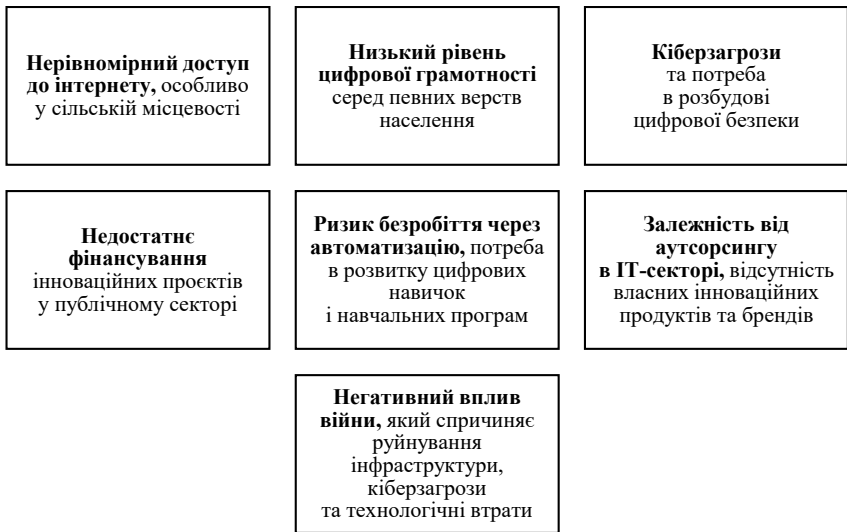 Нерівномірний доступ
до інтернету, особливо
у сільській місцевості
Низький рівень
цифрової грамотності
серед певних верств
населення
Кіберзагрози
та потреба
в розбудові
цифрової безпеки
Недостатнє
фінансування
інноваційних проєктів
у публічному секторі
Ризик безробіття через
автоматизацію, потреба
в розвитку цифрових
навичок
і навчальних програм
Залежність від
аутсорсингу
в ІТ-секторі, відсутність
власних інноваційних
продуктів та брендів
Негативний вплив
війни, який спричиняє
руйнування
інфраструктури,
кіберзагрози
та технологічні втрати